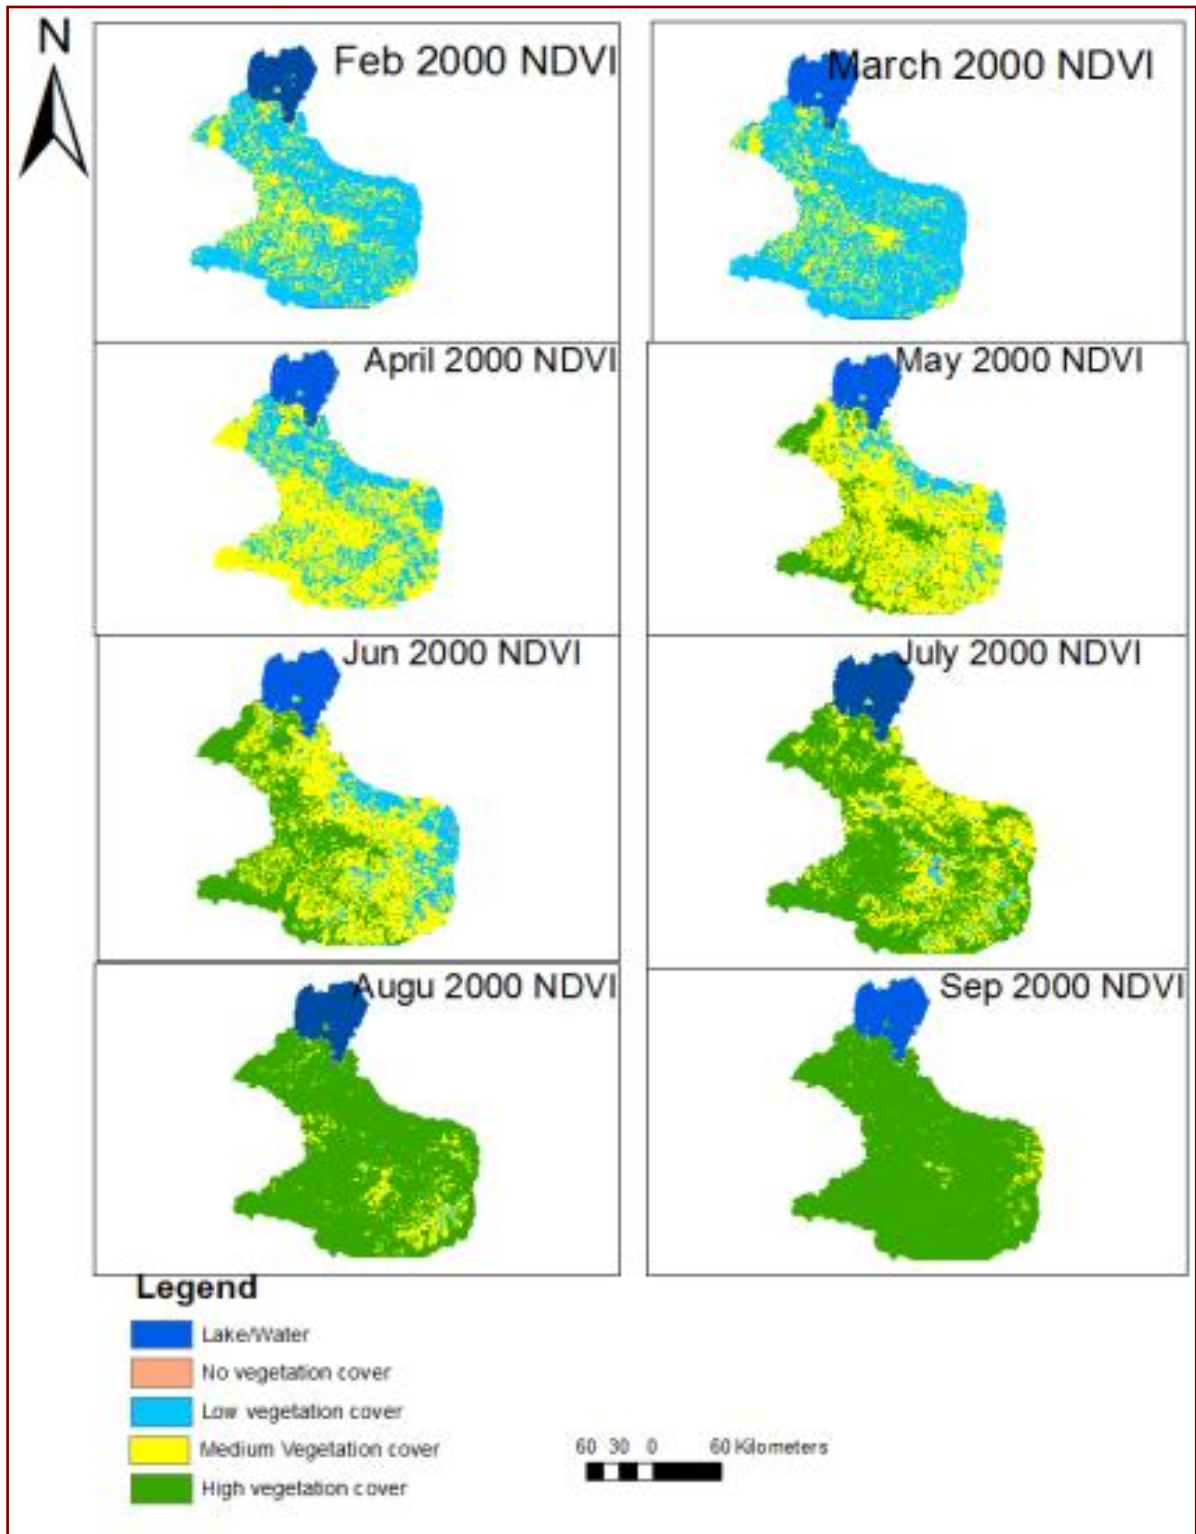 N
Feb 2000 NDVI
March 2000 NDVI
April 2000 NDVI
May 2000 NDVI
Jun 2000 NDVI
July 2000 NDVI
Augu 2000 NDVI
Sep 2000 NDVI
Legend
Lake/Water
No vegetation cover
Low vegetation cover
Medium Vegetation cover
High vegetation cover
60 30 0 60 Kilometers